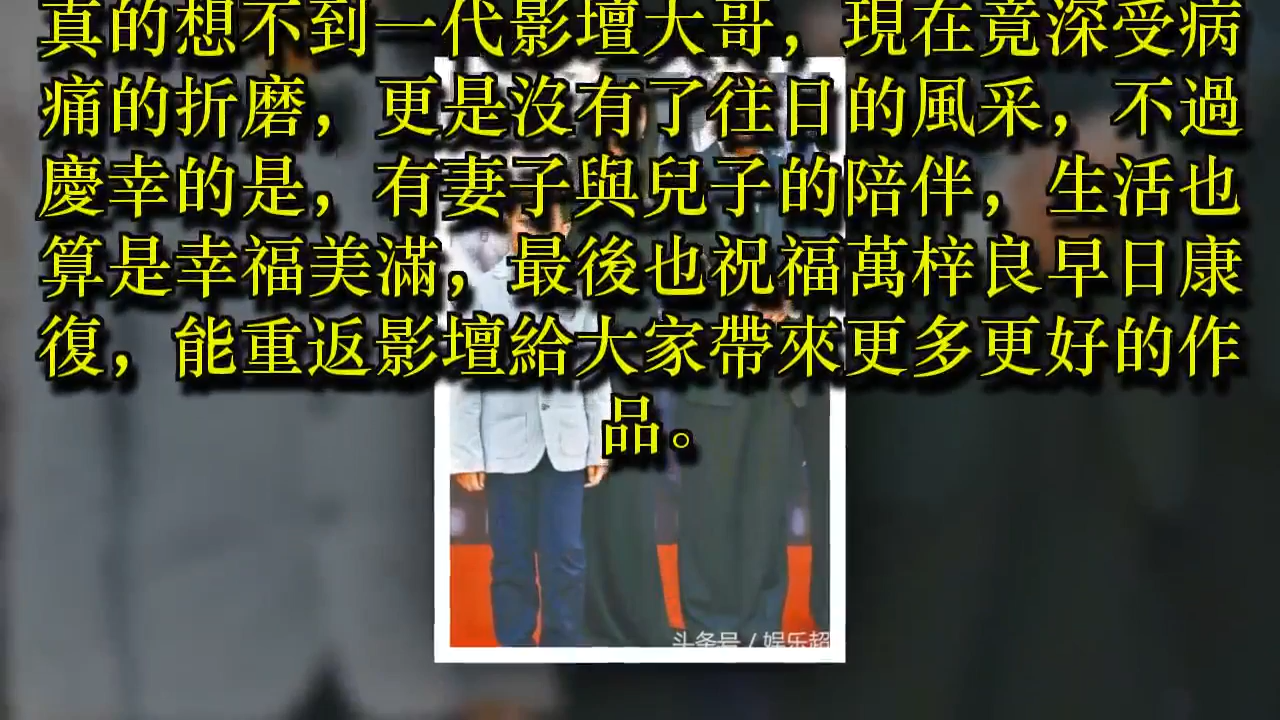 真的想不到一代影壇大哥，現在竟深受病
痛的折磨，更是沒有了往日的風采，不過
慶幸的是，有妻子與兒子的陪伴，生活也
算是幸福美滿，最後也祝福萬梓良早日康
復，能重返影壇給大家帶來更多更好的作
品。
头条号 / 娱乐超